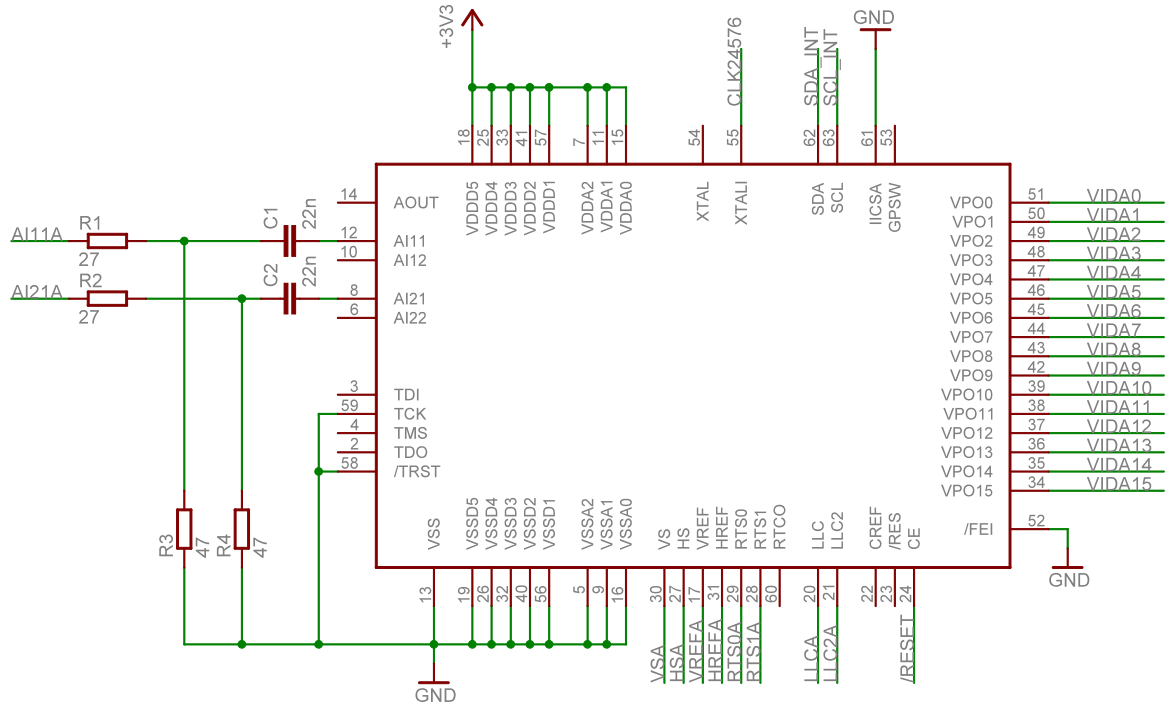 +3V3
CLK24576
SDA_INT
SCL_INT
GND
18 25 33 41 57 7 11 15 54 55 62 63 61 53
VDDD5 VDDD4 VDDD3 VDDD2 VDDD1 VDDA2 VDDA1 VDDA0 XTAL XTALI SDA SCL IICSA GPSW
14 AOUT
AI11A R1 27 C1 22n 12 AI11
10 AI12
AI21A R2 27 C2 22n 8 AI21
6 AI22
3 TDI
59 TCK
4 TMS
2 TDO
58 /TRST
VPO0 51 VIDA0
VPO1 50 VIDA1
VPO2 49 VIDA2
VPO3 48 VIDA3
VPO4 47 VIDA4
VPO5 46 VIDA5
VPO6 45 VIDA6
VPO7 44 VIDA7
VPO8 43 VIDA8
VPO9 42 VIDA9
VPO10 39 VIDA10
VPO11 38 VIDA11
VPO12 37 VIDA12
VPO13 36 VIDA13
VPO14 35 VIDA14
VPO15 34 VIDA15
/FEI 52
GND
R3 47 R4 47
VSS VSSD5 VSSD4 VSSD3 VSSD2 VSSD1 VSSA2 VSSA1 VSSA0 VS HS VREF HREF RTS0 RTS1 RTCO LLC LLC2 CREF /RES CE
13 19 26 32 40 56 5 9 16 30 27 17 31 29 28 60 20 21 22 23 24
VSA HSA VREFA HREFA RTS0A RTS1A LLCA LLC2A /RESET
GND